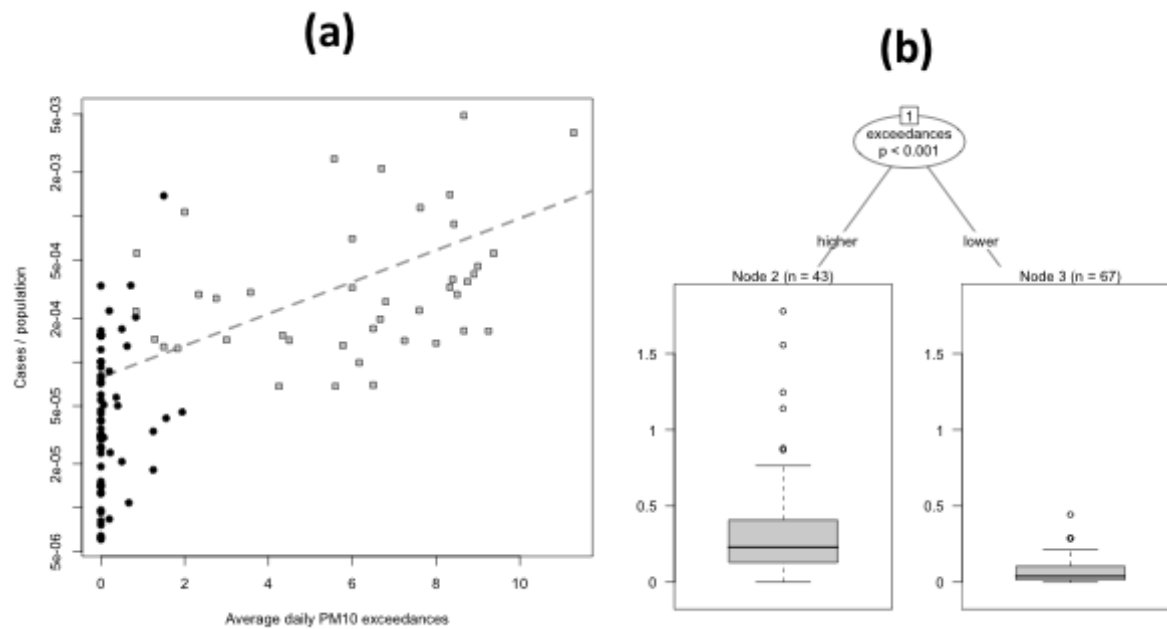 (a)
(b)
5e-03
2e-03
5e-04
2e-04
5e-05
2e-05
5e-06
Cases / population
0 2 4 6 8 10
Average daily PM10 exceedances
1
exceedances
p < 0.001
higher
lower
Node 2 (n = 43)
Node 3 (n = 67)
1.5
1
0.5
0
1.5
1
0.5
0